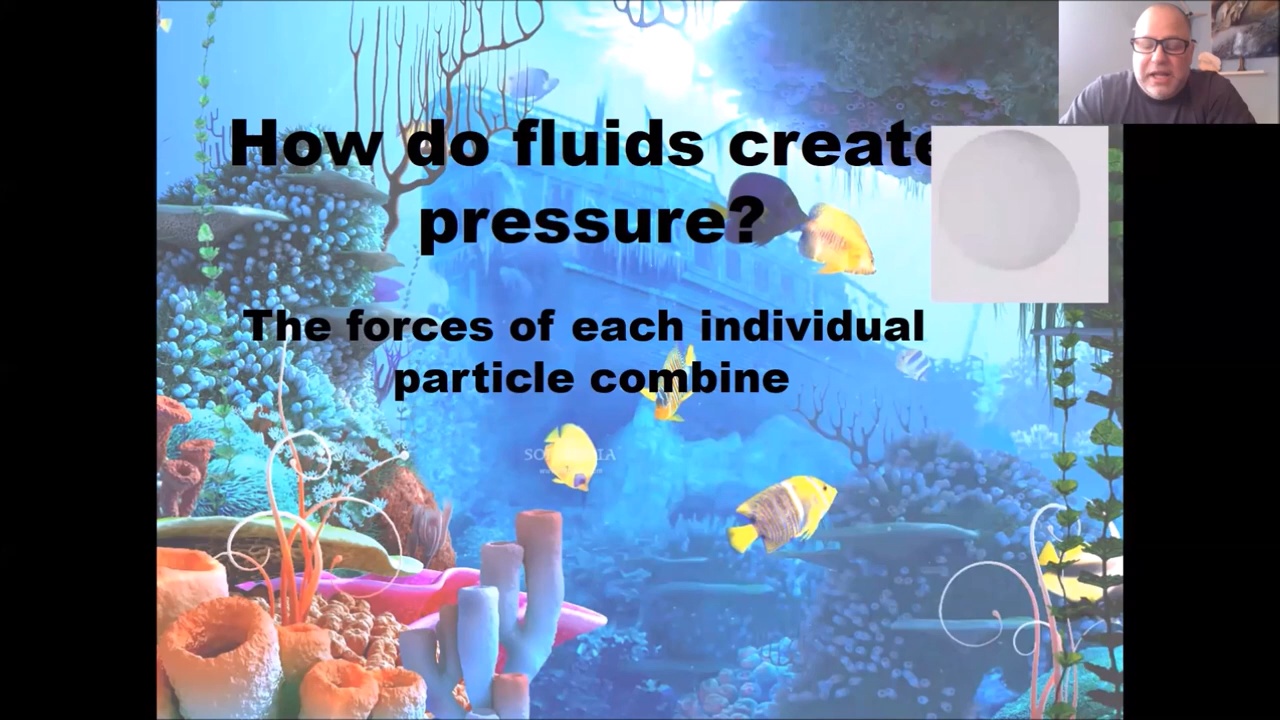 How do fluids create
pressure?
The forces of each individual
particle combine